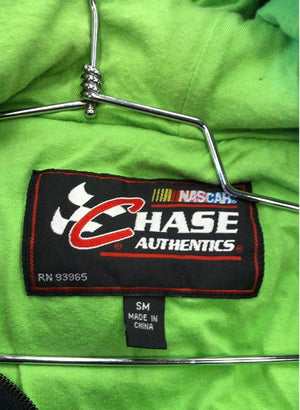 NASCAR
CHASE
AUTHENTICS
RN 93965
SM
MADE IN
CHINA